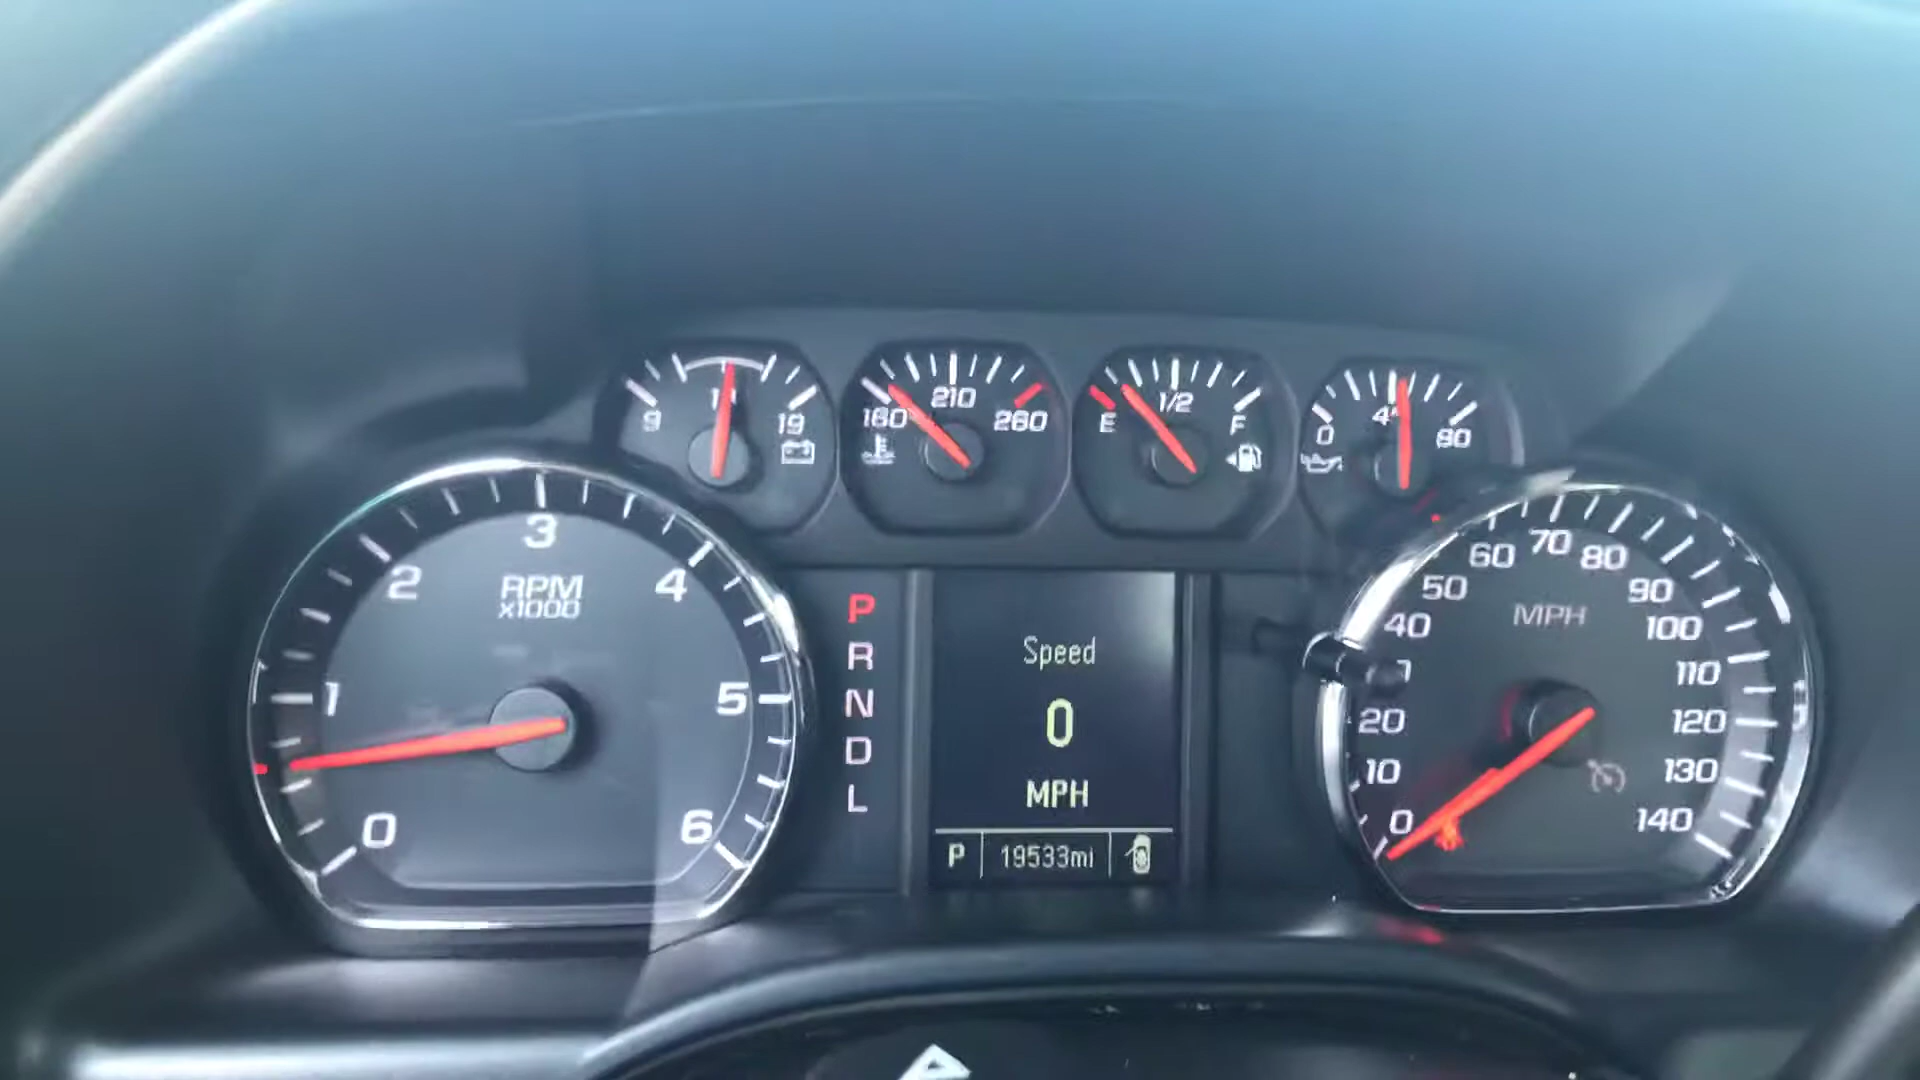 9 19
160 210 260
E 1/2 F
0 80
0 1 2 3 4 5 6
RPM
x1000
P
R
N
D
L
Speed
0
MPH
P 19533mi
0 10 20 40 50 60 70 80 90 100 110 120 130 140
MPH